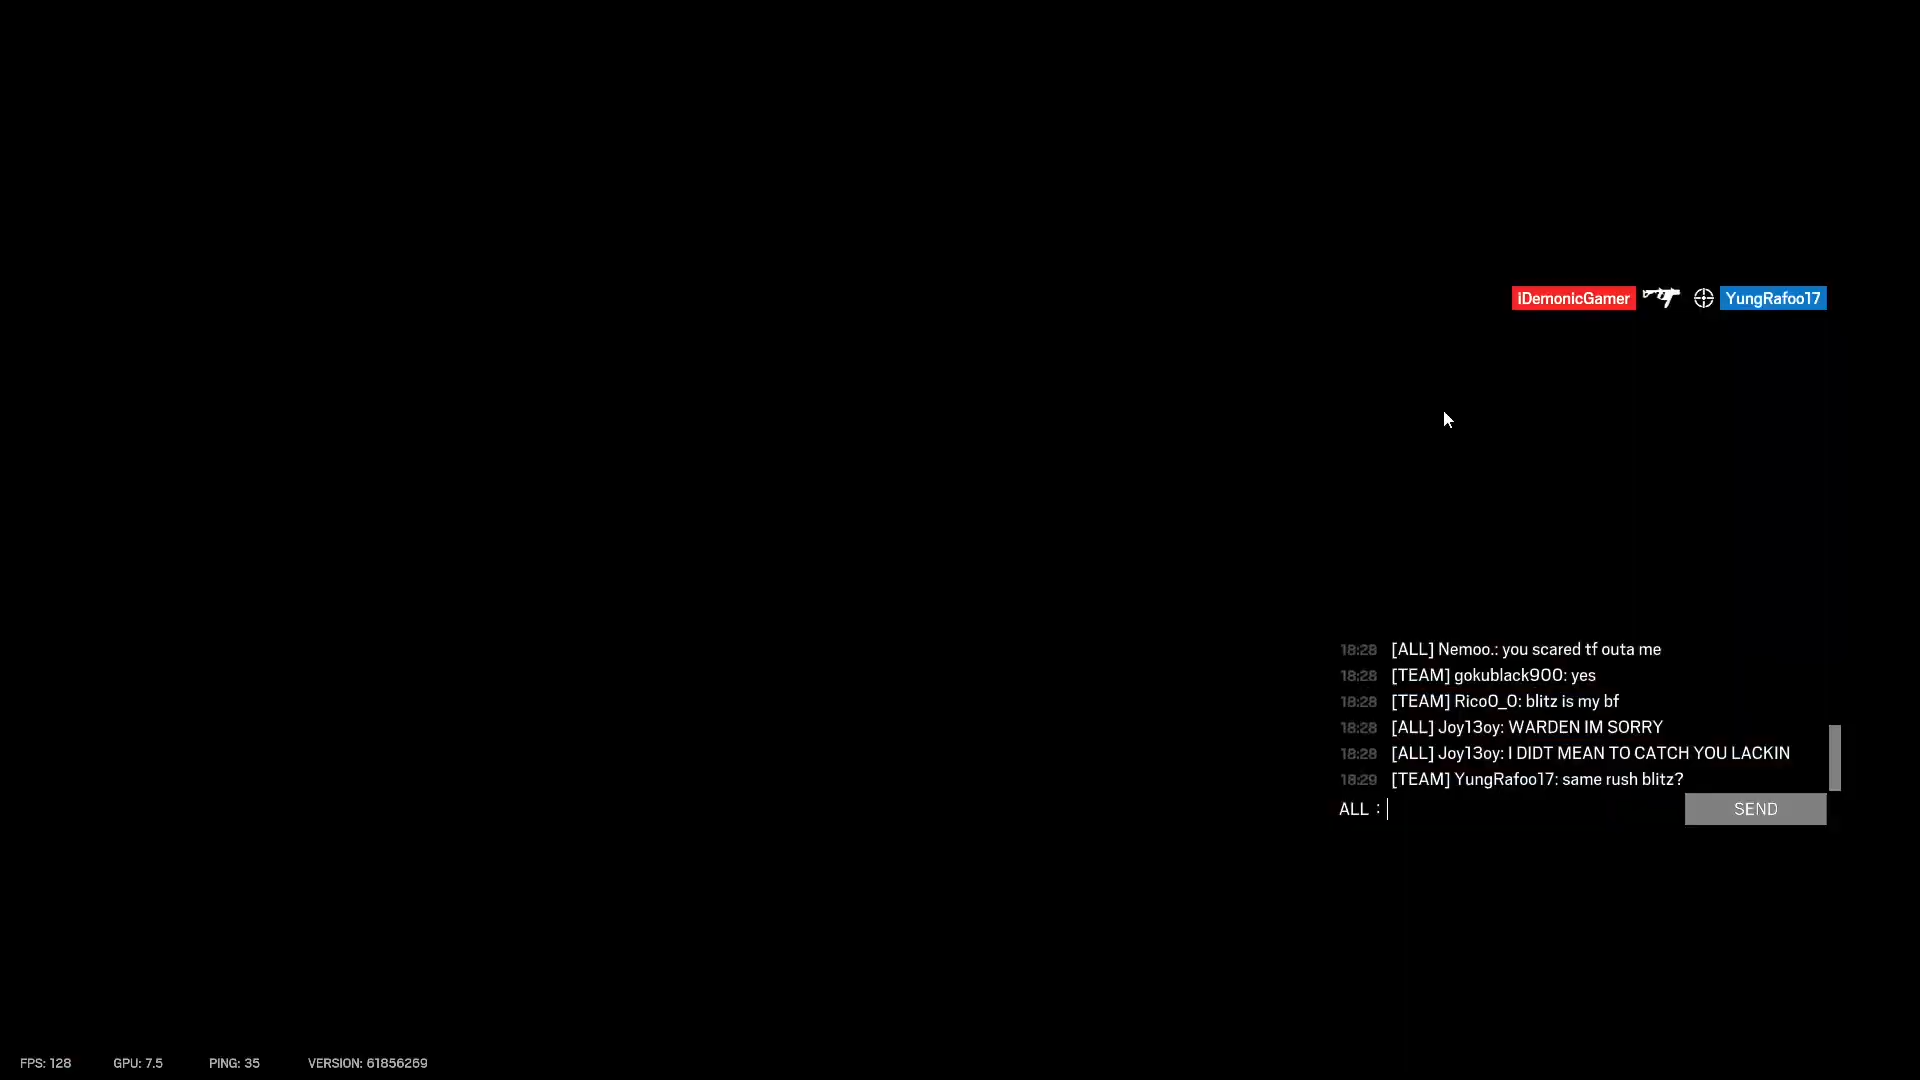 iDemonicGamer YungRafoo17
18:28 [ALL] Nemoo.: you scared tf outa me
18:28 [TEAM] gokublack900: yes
18:28 [TEAM] Rico0_0: blitz is my bf
18:28 [ALL] Joy13oy: WARDEN IM SORRY
18:28 [ALL] Joy13oy: I DIDT MEAN TO CATCH YOU LACKIN
18:29 [TEAM] YungRafoo17: same rush blitz?
ALL : SEND
FPS: 128 GPU: 7.5 PING: 35 VERSION: 61856269